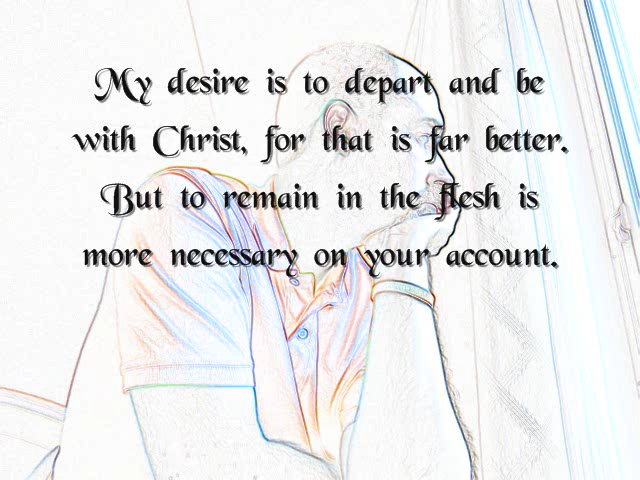 My desire is to depart and be
with Christ, for that is far better.
But to remain in the flesh is
more necessary on your account.